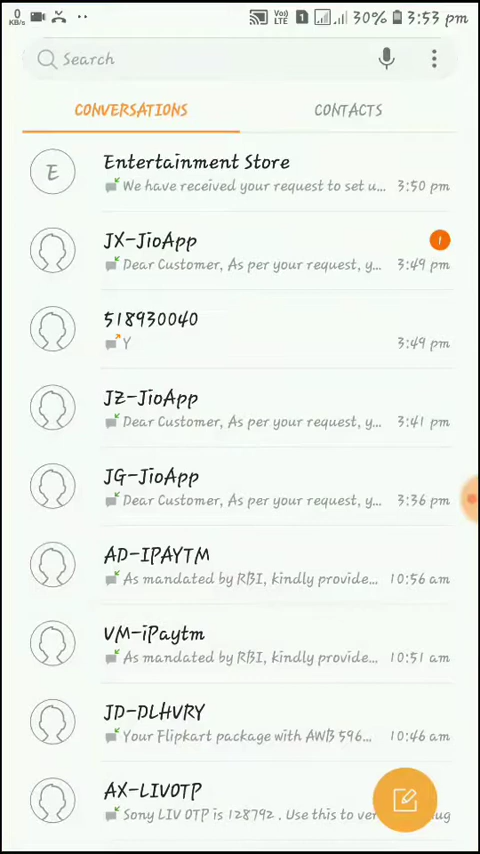 0
KB/s
Vo))
LTE
1
30%
3:53 pm
Search
CONVERSATIONS
CONTACTS
E
Entertainment Store
We have received your request to set u...
3:50 pm
JX-JioApp
1
Dear Customer, As per your request, y...
3:49 pm
518930040
Y
3:49 pm
JZ-JioApp
Dear Customer, As per your request, y...
3:41 pm
JG-JioApp
Dear Customer, As per your request, y...
3:36 pm
AD-IPAYTM
As mandated by RBI, kindly provide...
10:56 am
VM-iPaytm
As mandated by RBI, kindly provide...
10:51 am
JD-DLHVRY
Your Flipkart package with AWB 596...
10:46 am
AX-LIVOTP
Sony LIV OTP is 128792 . Use this to ver
ug